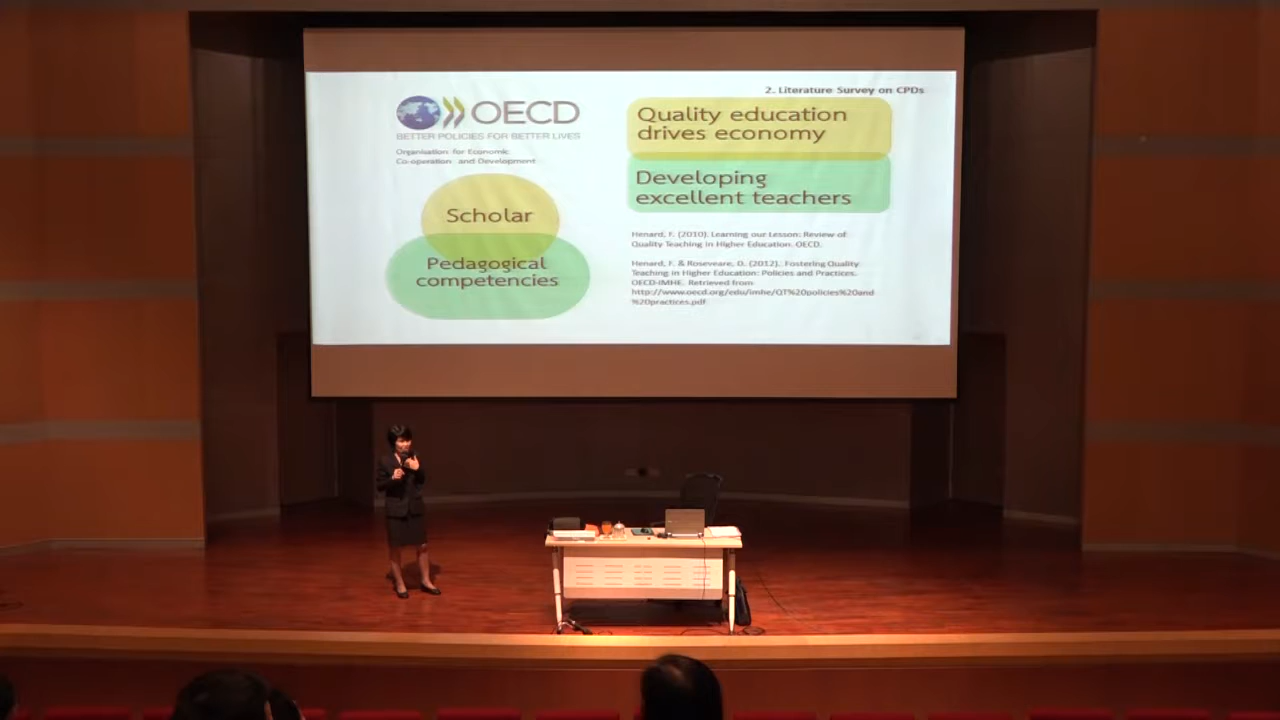 2. Literature Survey on CPDs
OECD
BETTER POLICIES FOR BETTER LIVES
Organisation for Economic
Co-operation and Development
Scholar
Pedagogical
competencies
Quality education
drives economy
Developing
excellent teachers
Henard, F. (2010). Learning our Lesson: Review of
Quality Teaching in Higher Education. OECD.
Henard, F. & Roseveare, D. (2012). Fostering Quality
Teaching in Higher Education: Policies and Practices.
OECD-IMHE. Retrieved from
http://www.oecd.org/edu/imhe/QT%20policies%20and
%20practices.pdf